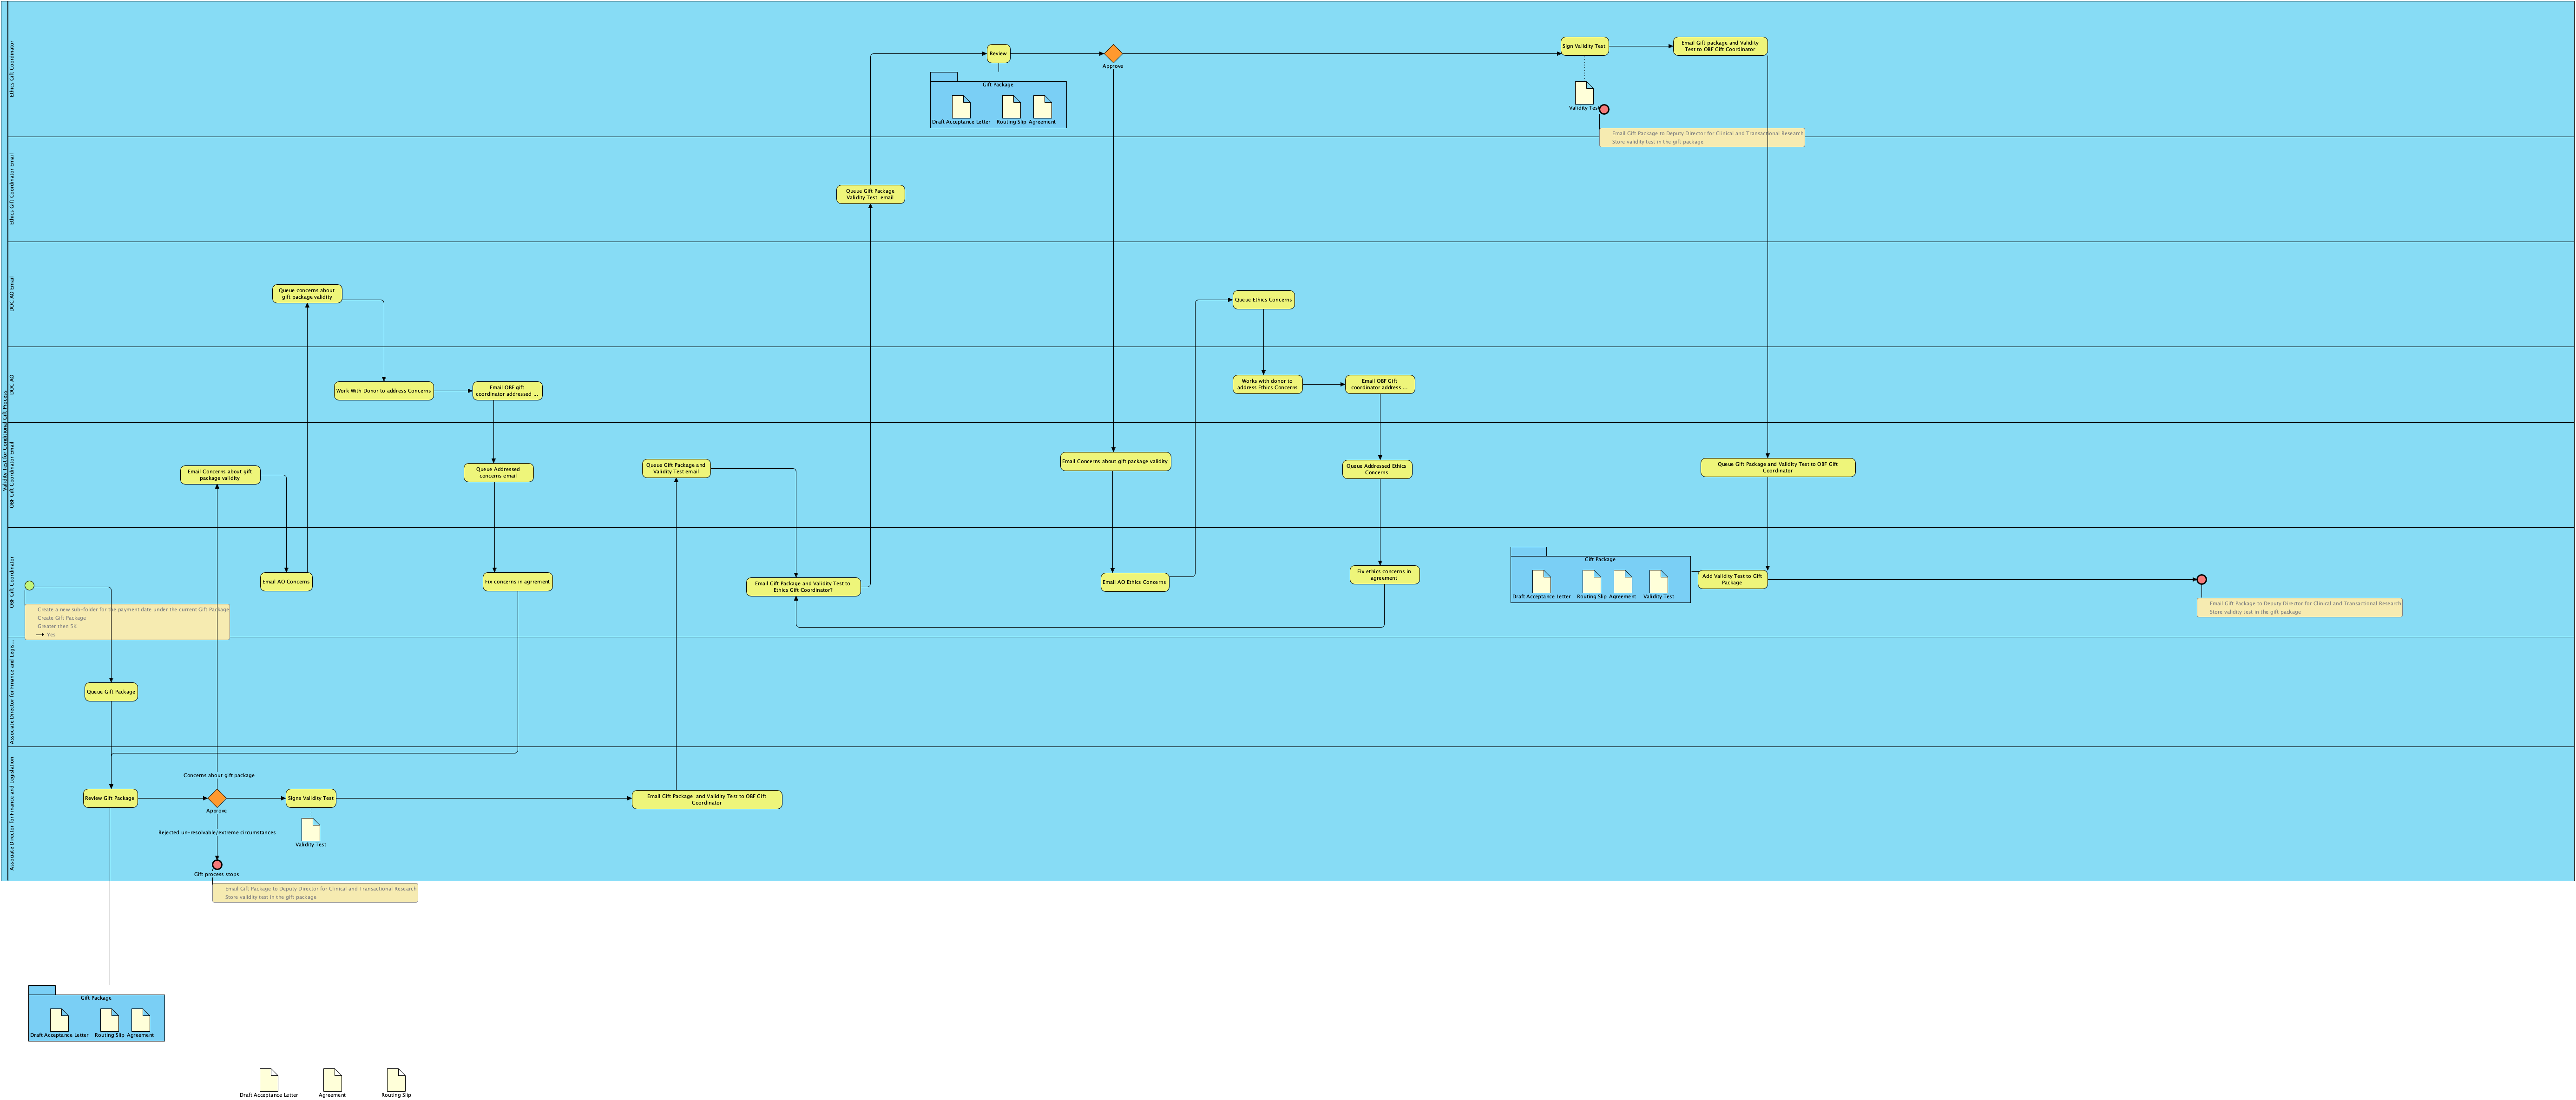 Validity Test for Conditional Gift Process
Ethics Gift Coordinator
Review
Approve
Sign Validity Test
Email Gift package and Validity
Test to OBF Gift Coordinator
Gift Package
Draft Acceptance Letter
Routing Slip
Agreement
Validity Test
Email Gift Package to Deputy Director for Clinical and Transactional Research
Store validity test in the gift package
Ethics Gift Coordinator Email
Queue Gift Package
Validity Test email
DOC AO Email
Queue concerns about
gift package validity
Queue Ethics Concerns
DOC AO
Work With Donor to address Concerns
Email OBF gift
coordinator addressed ...
Works with donor to
address Ethics Concerns
Email OBF Gift
coordinator address ...
OBF Gift Coordinator Email
Email Concerns about gift
package validity
Queue Addressed
concerns email
Queue Gift Package and
Validity Test email
Email Concerns about gift package validity
Queue Addressed Ethics
Concerns
Queue Gift Package and Validity Test to OBF Gift
Coordinator
OBF Gift Coordinator
Create a new sub-folder for the payment date under the current Gift Package
Create Gift Package
Greater then 5K
Yes
Email AO Concerns
Fix concerns in agrrement
Email Gift Package and Validity Test to
Ethics Gift Coordinator?
Email AO Ethics Concerns
Fix ethics concerns in
agreement
Gift Package
Draft Acceptance Letter
Routing Slip
Agreement
Validity Test
Add Validity Test to Gift
Package
Email Gift Package to Deputy Director for Clinical and Transactional Research
Store validity test in the gift package
Associate Director for Finance and Legis...
Queue Gift Package
Associate Director for Finance and Legislation
Concerns about gift package
Review Gift Package
Approve
Signs Validity Test
Email Gift Package and Validity Test to OBF Gift
Coordinator
Rejected un-resolvable/extreme circumstances
Validity Test
Gift process stops
Email Gift Package to Deputy Director for Clinical and Transactional Research
Store validity test in the gift package
Gift Package
Draft Acceptance Letter
Routing Slip
Agreement
Draft Acceptance Letter
Agreement
Routing Slip